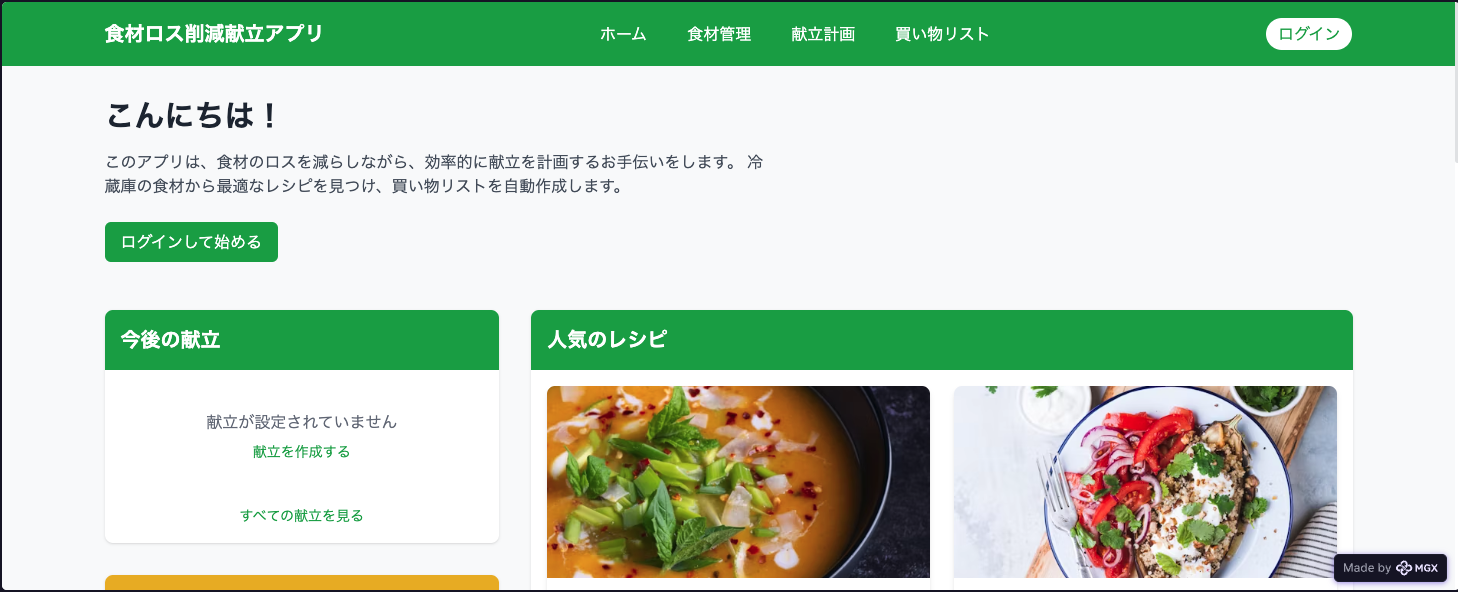 食材ロス削減献立アプリ
ホーム
食材管理
献立計画
買い物リスト
ログイン
こんにちは！
このアプリは、食材のロスを減らしながら、効率的に献立を計画するお手伝いをします。 冷
蔵庫の食材から最適なレシピを見つけ、買い物リストを自動作成します。
ログインして始める
今後の献立
献立が設定されていません
献立を作成する
すべての献立を見る
人気のレシピ
Made by MGX